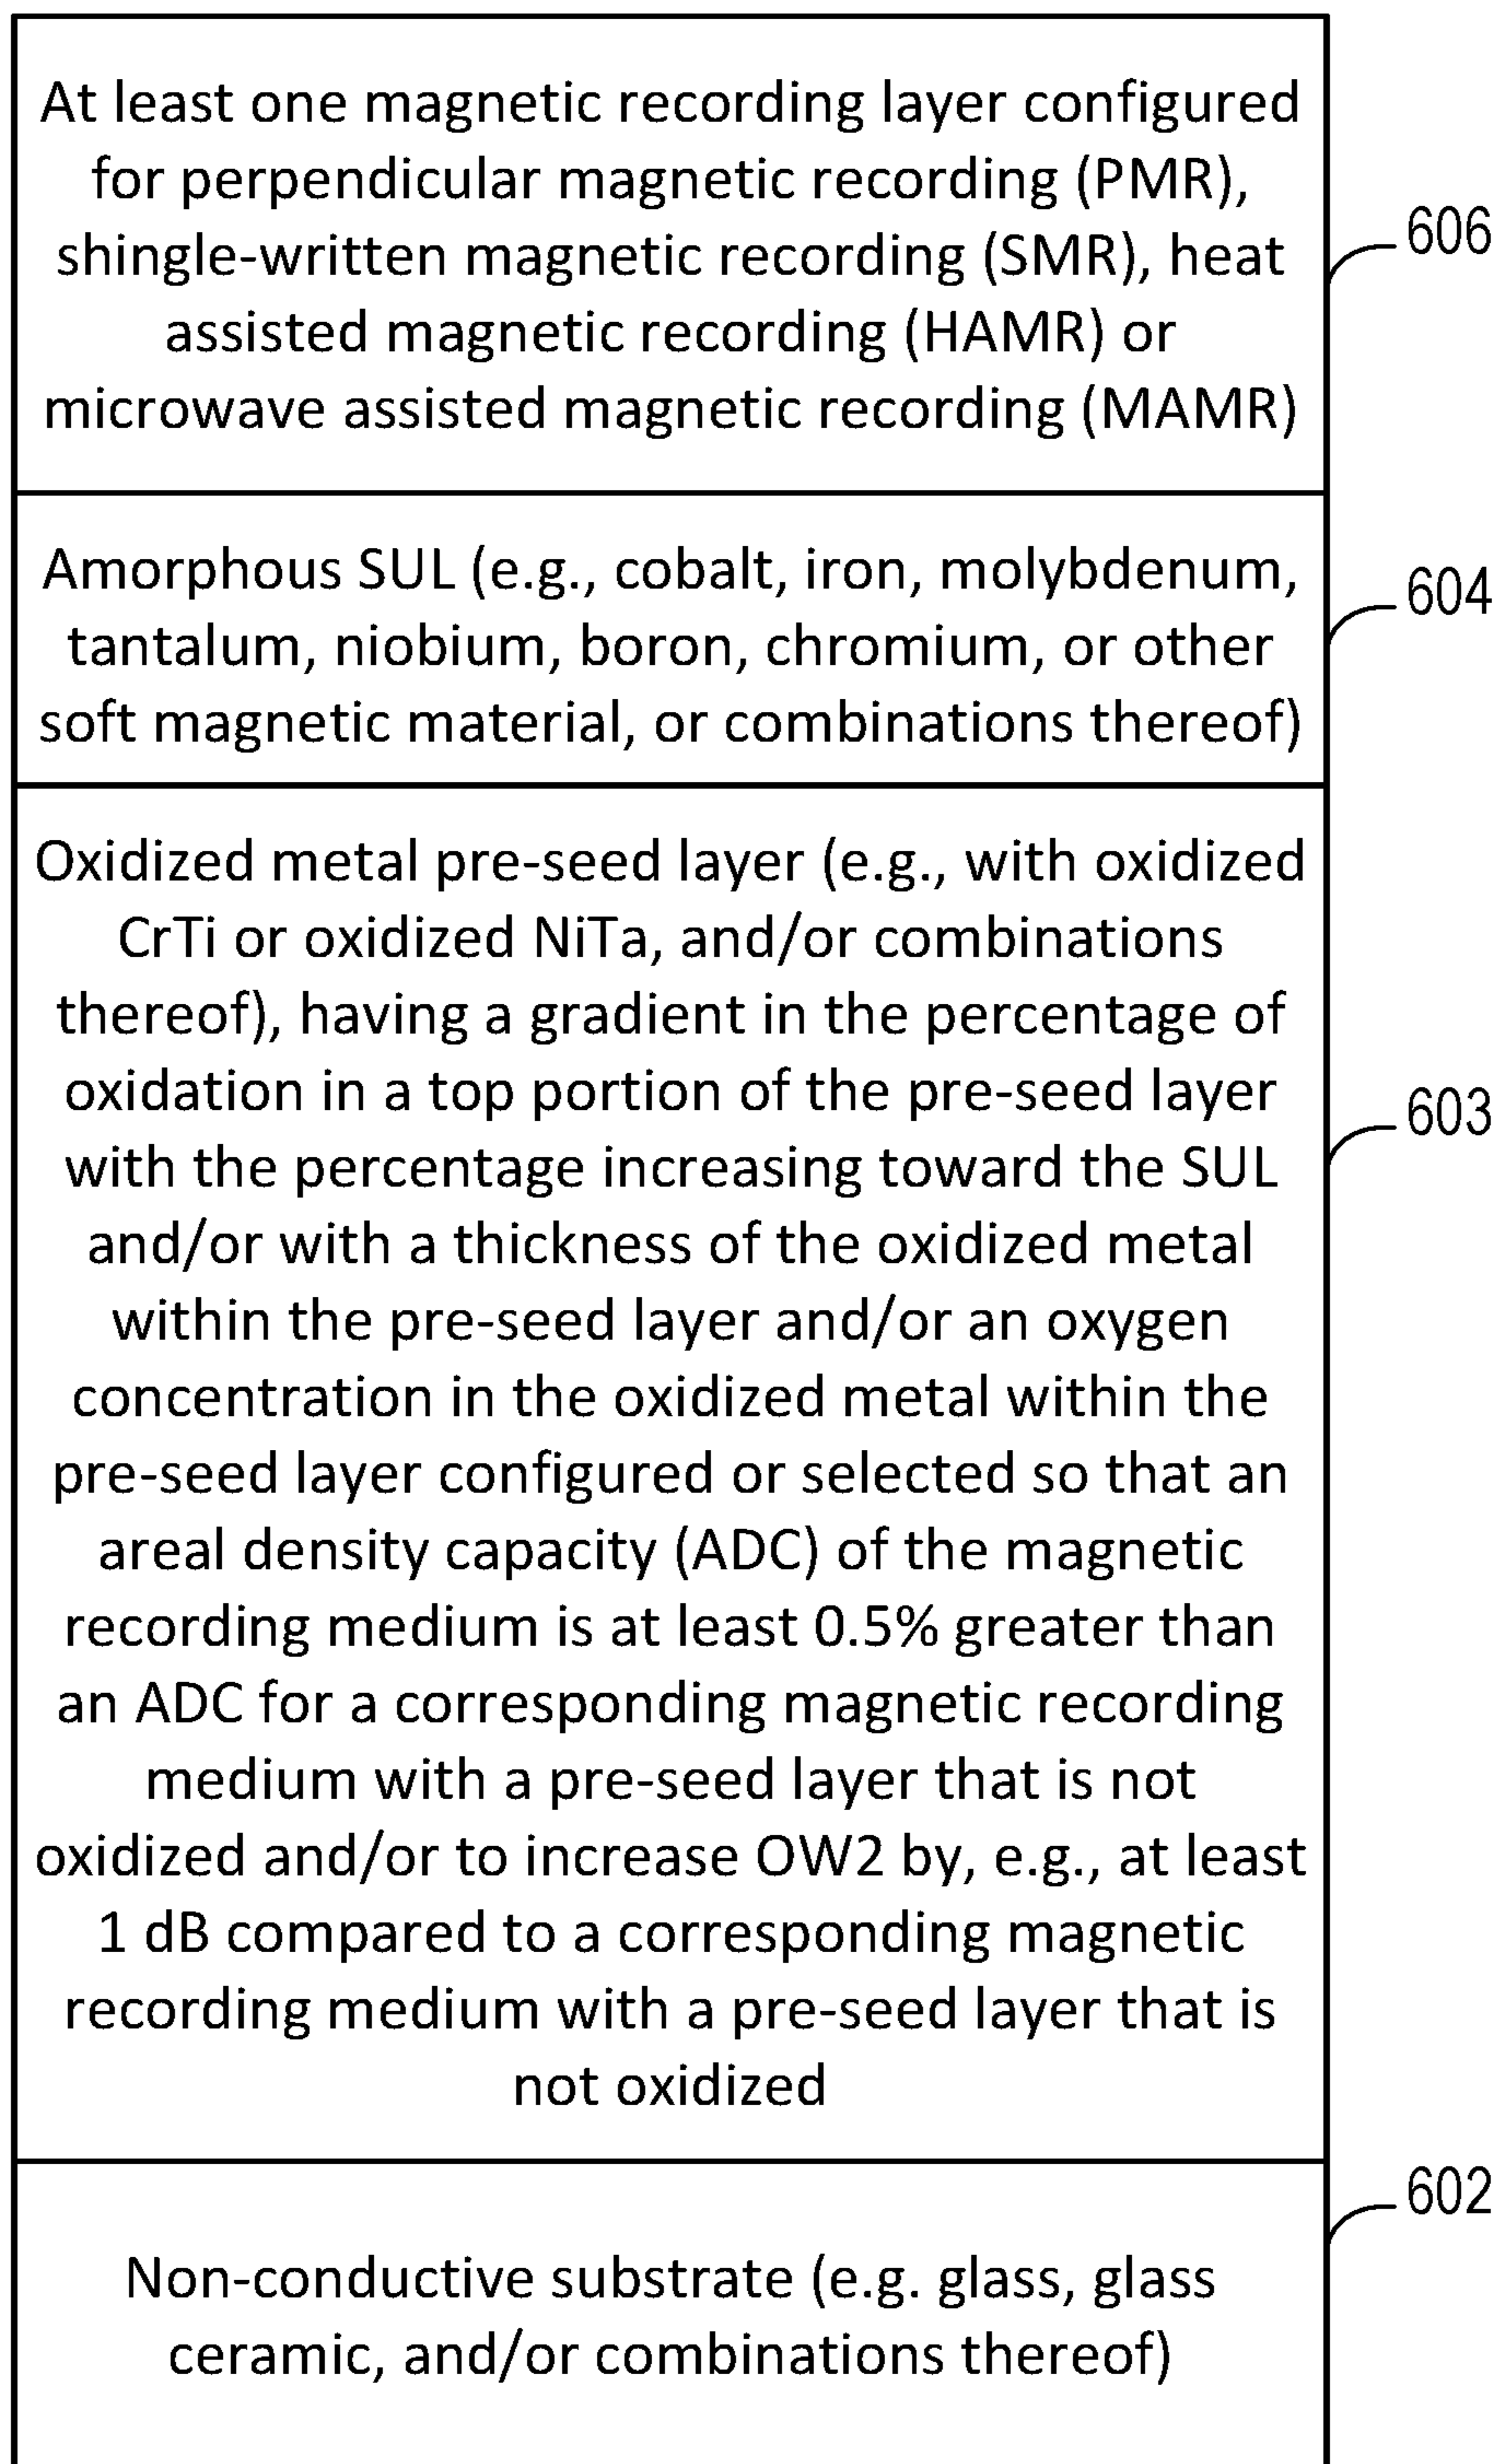 At least one magnetic recording layer configured
for perpendicular magnetic recording (PMR),
shingle-written magnetic recording (SMR), heat
assisted magnetic recording (HAMR) or
microwave assisted magnetic recording (MAMR)
606
Amorphous SUL (e.g., cobalt, iron, molybdenum,
tantalum, niobium, boron, chromium, or other
soft magnetic material, or combinations thereof)
604
Oxidized metal pre-seed layer (e.g., with oxidized
CrTi or oxidized NiTa, and/or combinations
thereof), having a gradient in the percentage of
oxidation in a top portion of the pre-seed layer
with the percentage increasing toward the SUL
and/or with a thickness of the oxidized metal
within the pre-seed layer and/or an oxygen
concentration in the oxidized metal within the
pre-seed layer configured or selected so that an
areal density capacity (ADC) of the magnetic
recording medium is at least 0.5% greater than
an ADC for a corresponding magnetic recording
medium with a pre-seed layer that is not
oxidized and/or to increase OW2 by, e.g., at least
1 dB compared to a corresponding magnetic
recording medium with a pre-seed layer that is
not oxidized
603
Non-conductive substrate (e.g. glass, glass
ceramic, and/or combinations thereof)
602